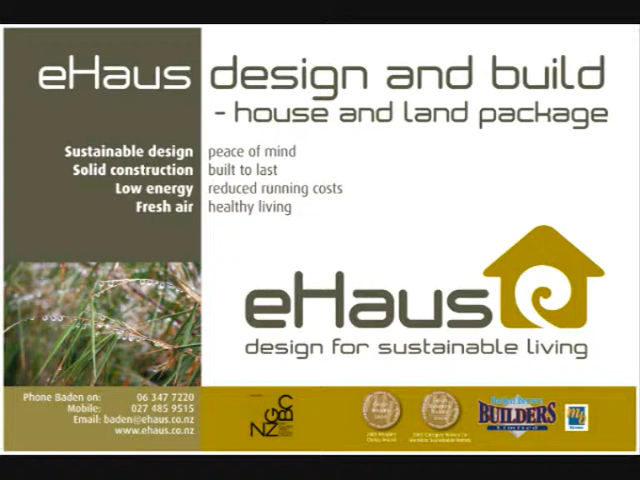 eHaus design and build
- house and land package
Sustainable design peace of mind
Solid construction built to last
Low energy reduced running costs
Fresh air healthy living
eHaus
design for sustainable living
Phone Baden on: 06 347 7220
Mobile: 027 485 9515
Email: baden@ehaus.co.nz
www.ehaus.co.nz
NZGBC
BUILDERS